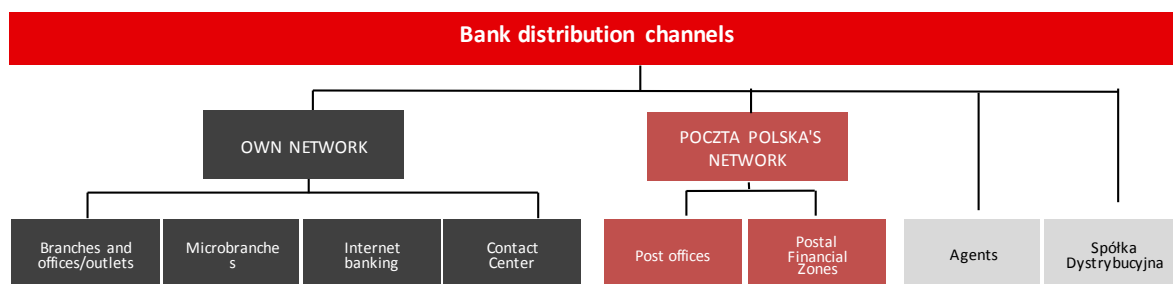 Bank distribution channels
OWN NETWORK
POCZTA POLSKA'S
NETWORK
Branches and
offices/outlets
Microbranche
s
Internet
banking
Contact
Center
Post offices
Postal
Financial
Zones
Agents
Spółka
Dystrybucyjna